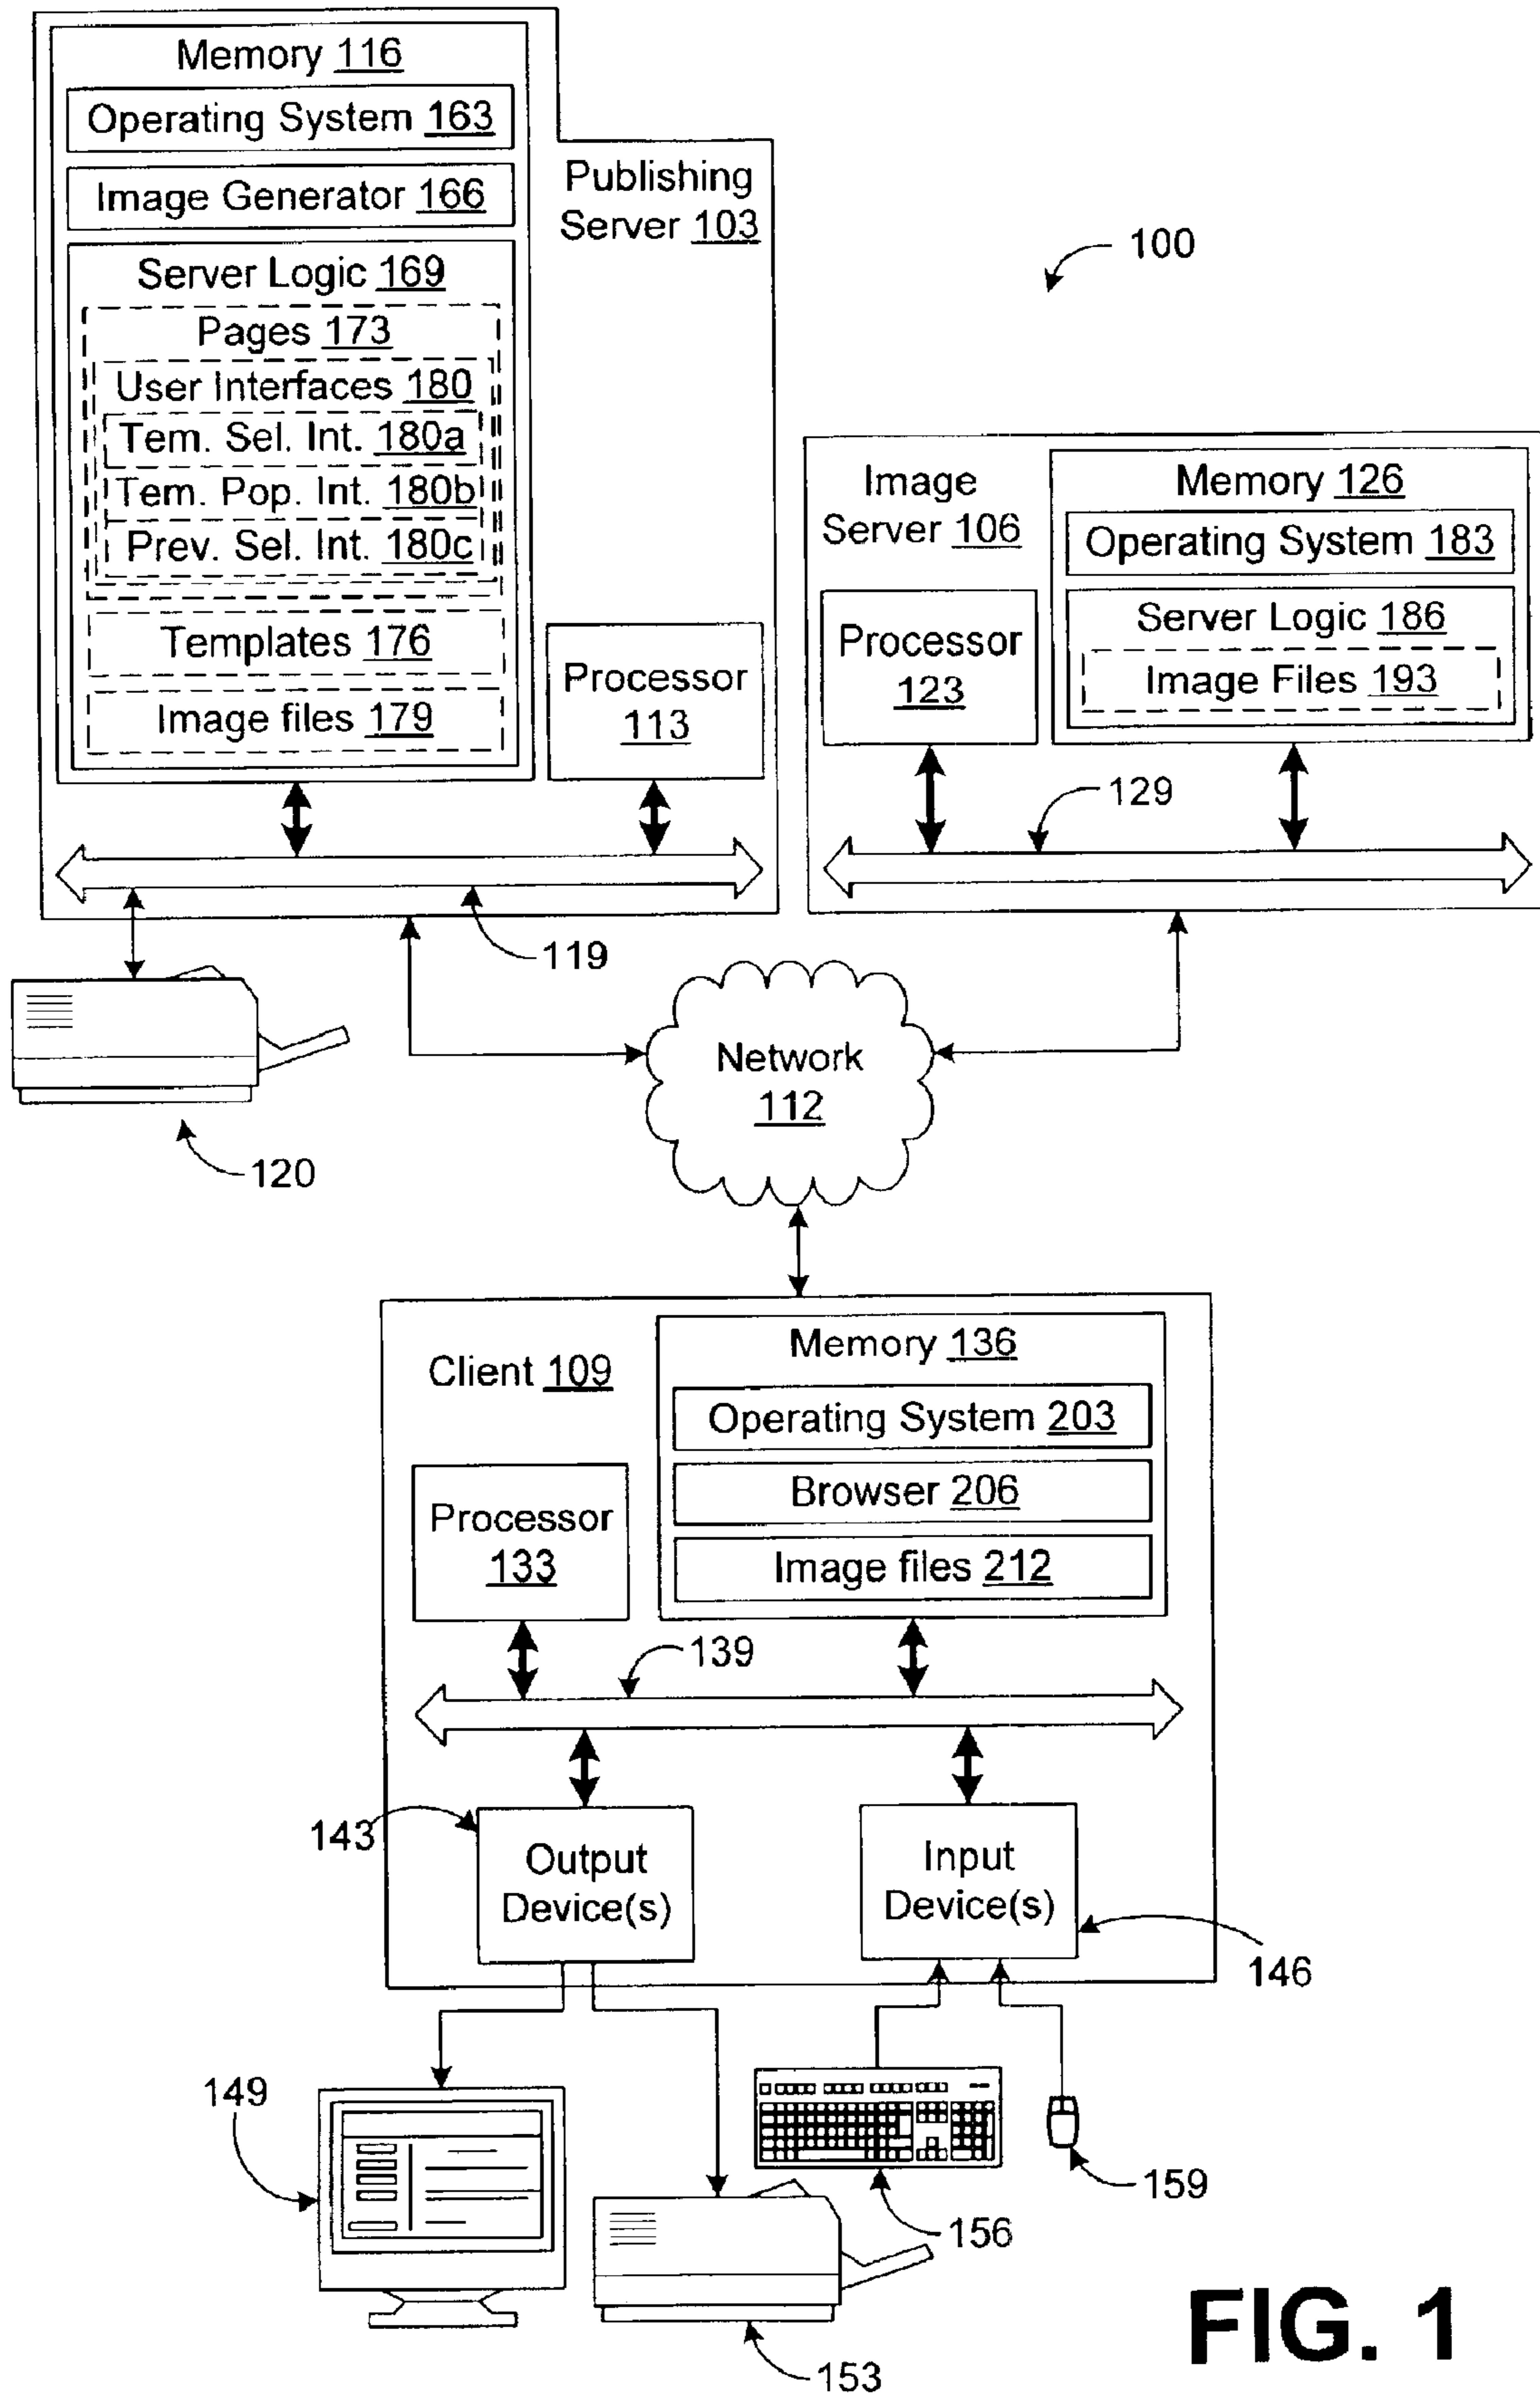 Memory 116
Operating System 163
Image Generator 166
Server Logic 169
Pages 173
User Interfaces 180
Tem. Sel. Int. 180a
Tem. Pop. Int. 180b
Prev. Sel. Int. 180c
Templates 176
Image files 179
Publishing
Server 103
Processor
113
100
Image
Server 106
Memory 126
Operating System 183
Server Logic 186
Image Files 193
Processor
123
129
119
120
Network
112
Client 109
Memory 136
Operating System 203
Browser 206
Image files 212
Processor
133
139
143
Output
Device(s)
Input
Device(s)
146
149
159
156
153
FIG. 1